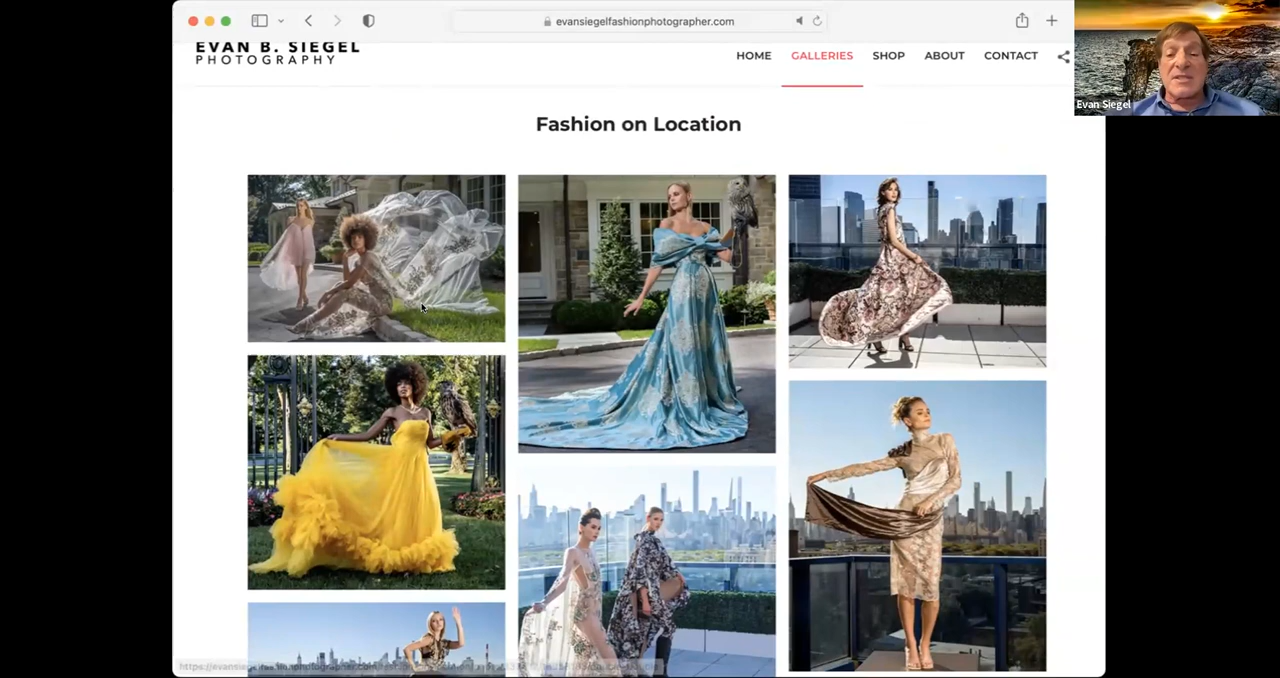 evansiegelfashionphotographer.com
EVAN B. SIEGEL
PHOTOGRAPHY
HOME
GALLERIES
SHOP
ABOUT
CONTACT
Evan Siegel
Fashion on Location